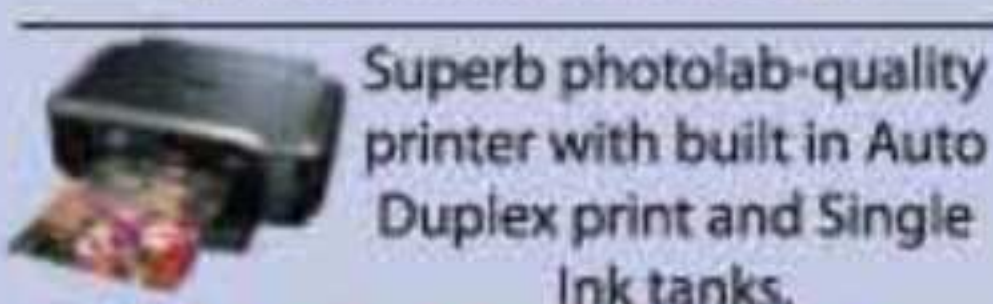 Superb photolab-quality
printer with built in Auto
Duplex print and Single
Ink tanks.